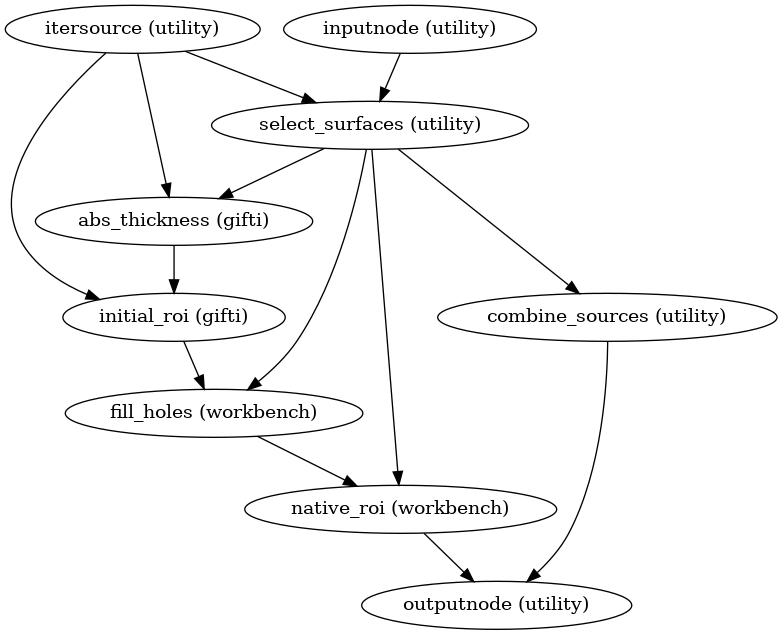 itersource (utility)
inputnode (utility)
select_surfaces (utility)
abs_thickness (gifti)
initial_roi (gifti)
combine_sources (utility)
fill_holes (workbench)
native_roi (workbench)
outputnode (utility)